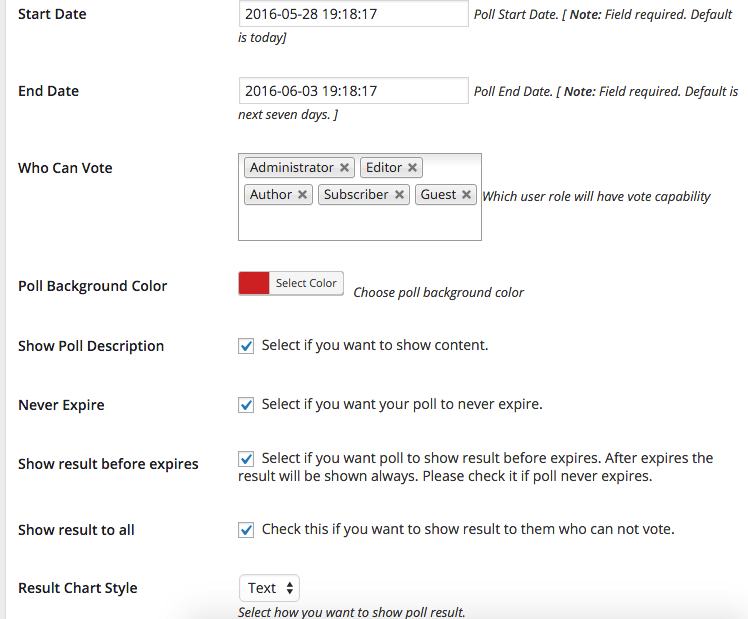 Start Date 2016-05-28 19:18:17 Poll Start Date. [ Note: Field required. Default
is today]
End Date 2016-06-03 19:18:17 Poll End Date. [ Note: Field required. Default is
next seven days. ]
Who Can Vote Administrator × Editor ×
Author × Subscriber × Guest × Which user role will have vote capability
Poll Background Color Select Color Choose poll background color
Show Poll Description Select if you want to show content.
Never Expire Select if you want your poll to never expire.
Show result before expires Select if you want poll to show result before expires. After expires the
result will be shown always. Please check it if poll never expires.
Show result to all Check this if you want to show result to them who can not vote.
Result Chart Style Text
Select how you want to show poll result.